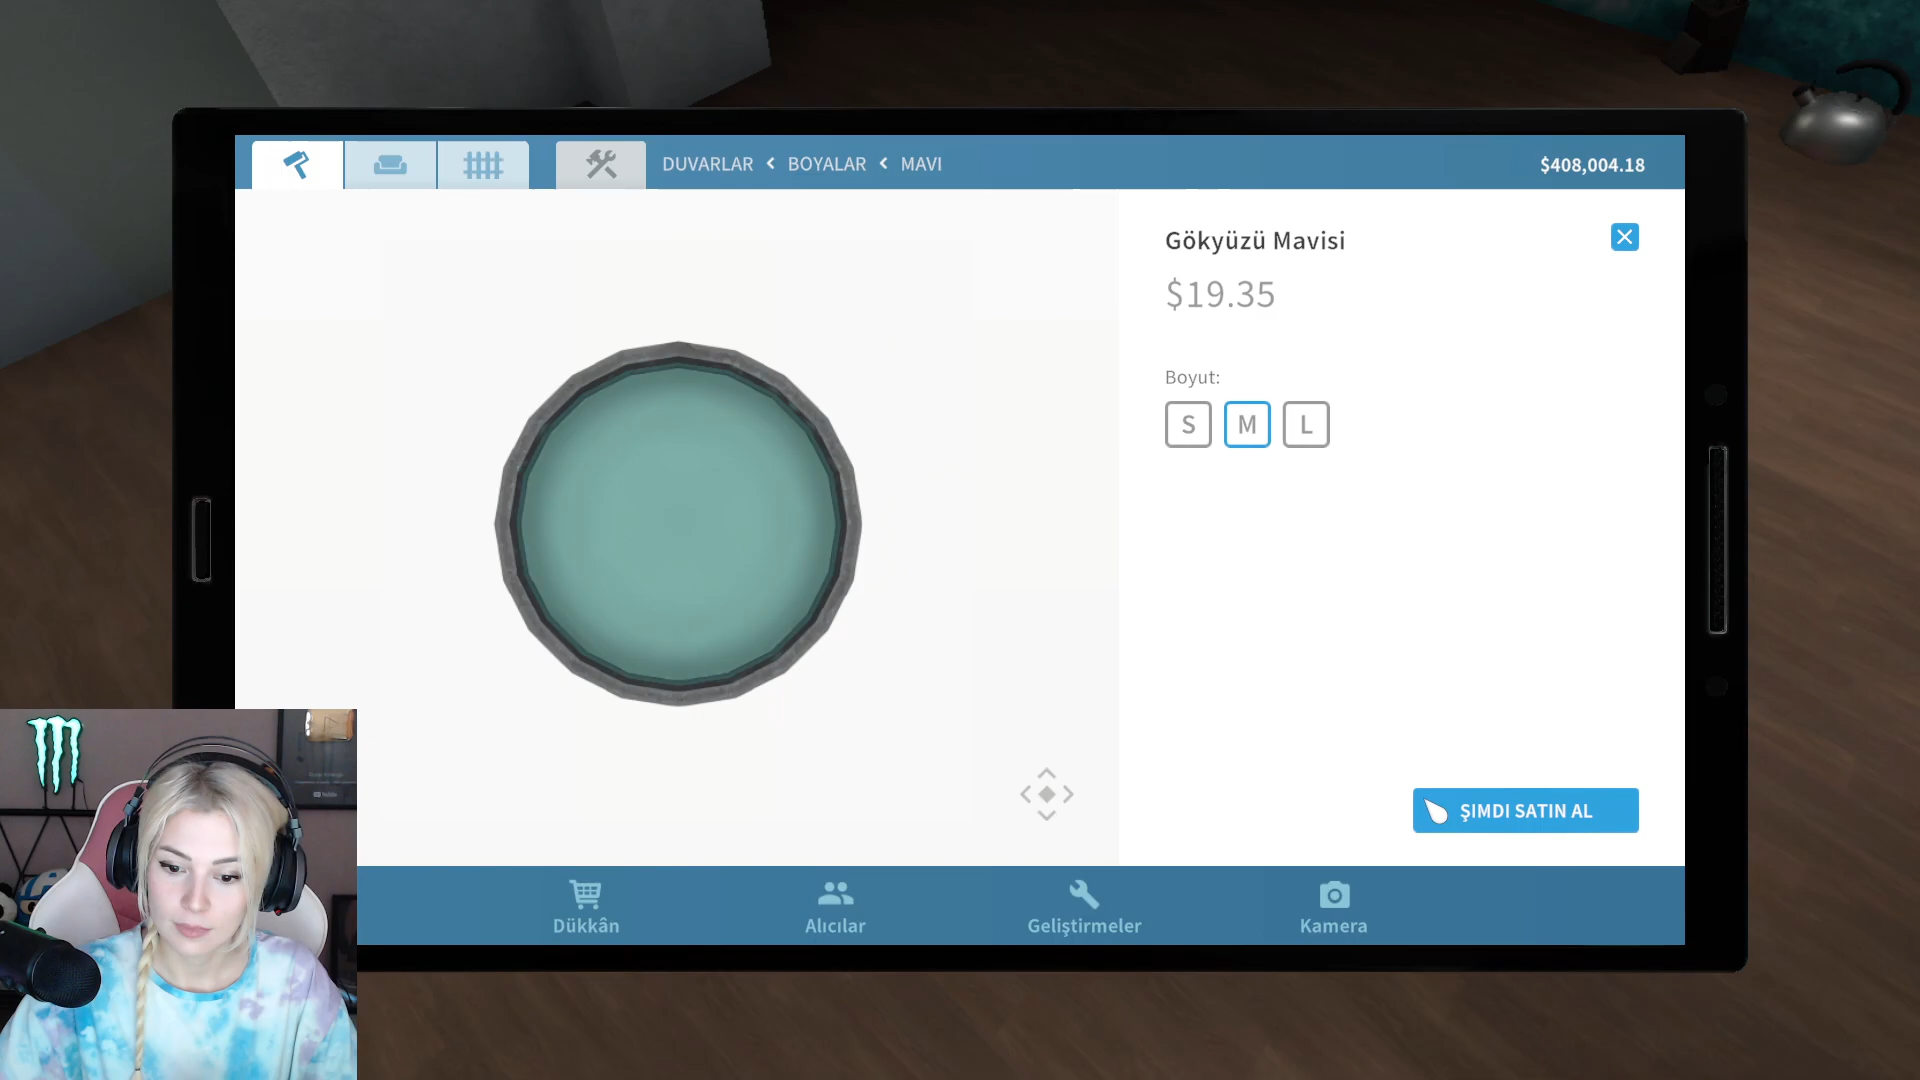 DUVARLAR < BOYALAR < MAVI
$408,004.18
Gökyüzü Mavisi
$19.35
Boyut:
S M L
ŞIMDI SATIN AL
Dükkân Alıcılar Geliştirmeler Kamera